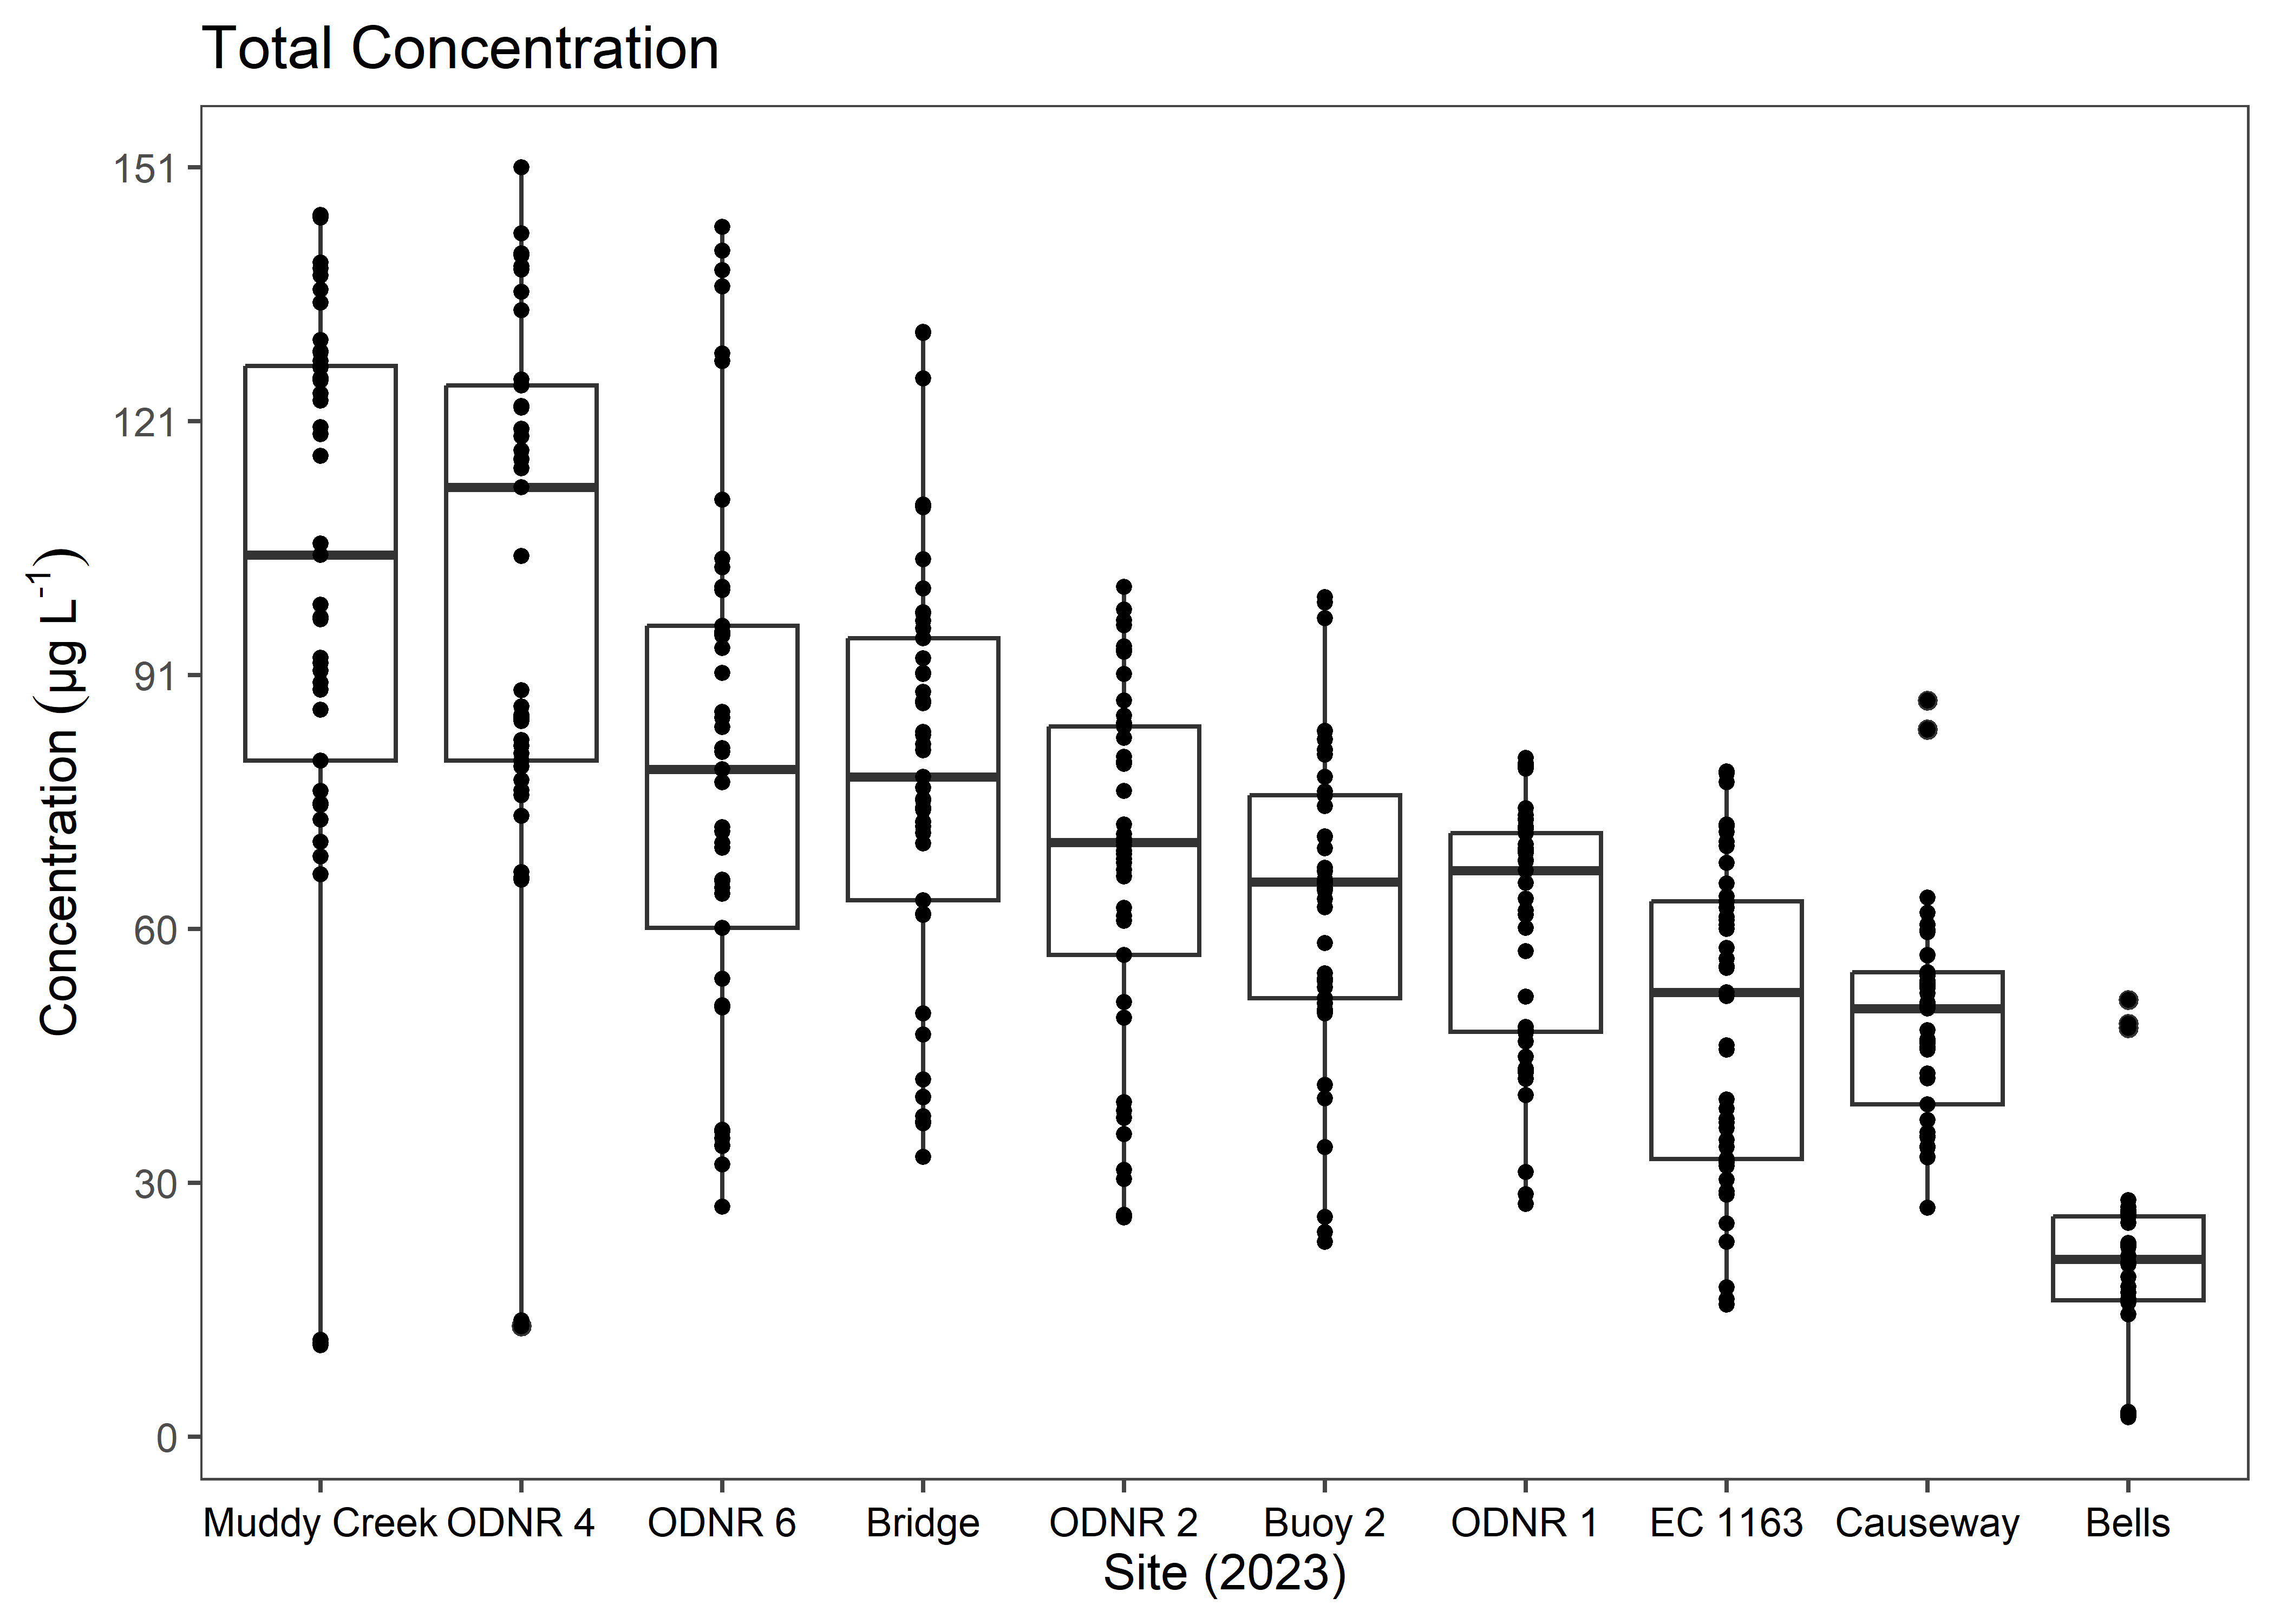 Total Concentration
Concentration (µg L⁻¹)
151
121
91
60
30
0
Muddy Creek ODNR 4 ODNR 6 Bridge ODNR 2 Buoy 2 ODNR 1 EC 1163 Causeway Bells
Site (2023)